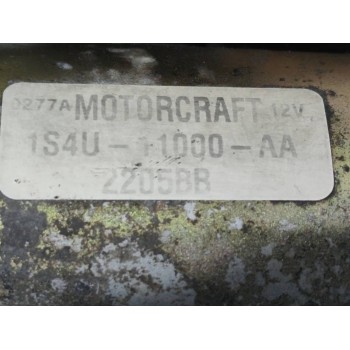 0277A MOTORCRAFT 12V
1S4U-11000-AA
2205BR